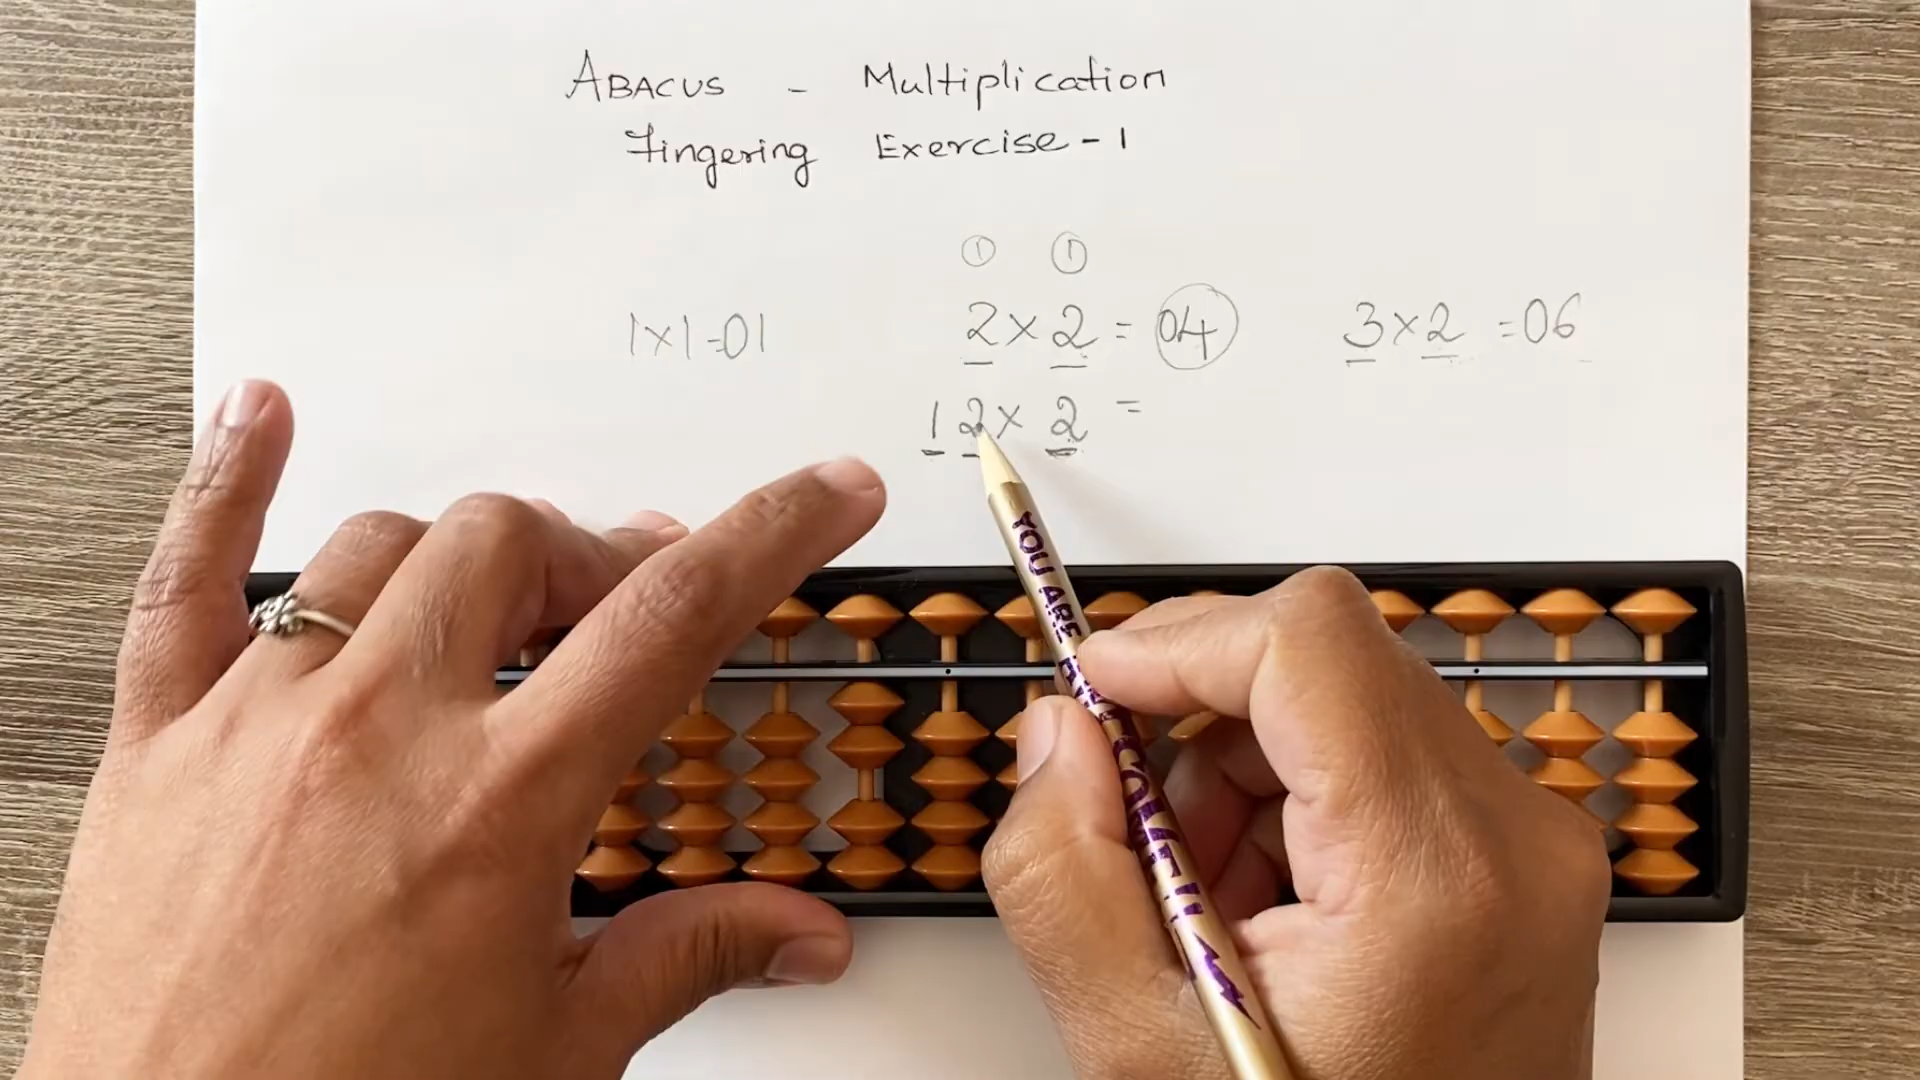 ABACUS - Multiplication
Fingering Exercise - 1
① ①
1×1=01 2×2=04 3×2=06
12× 2 =
YOU ARE